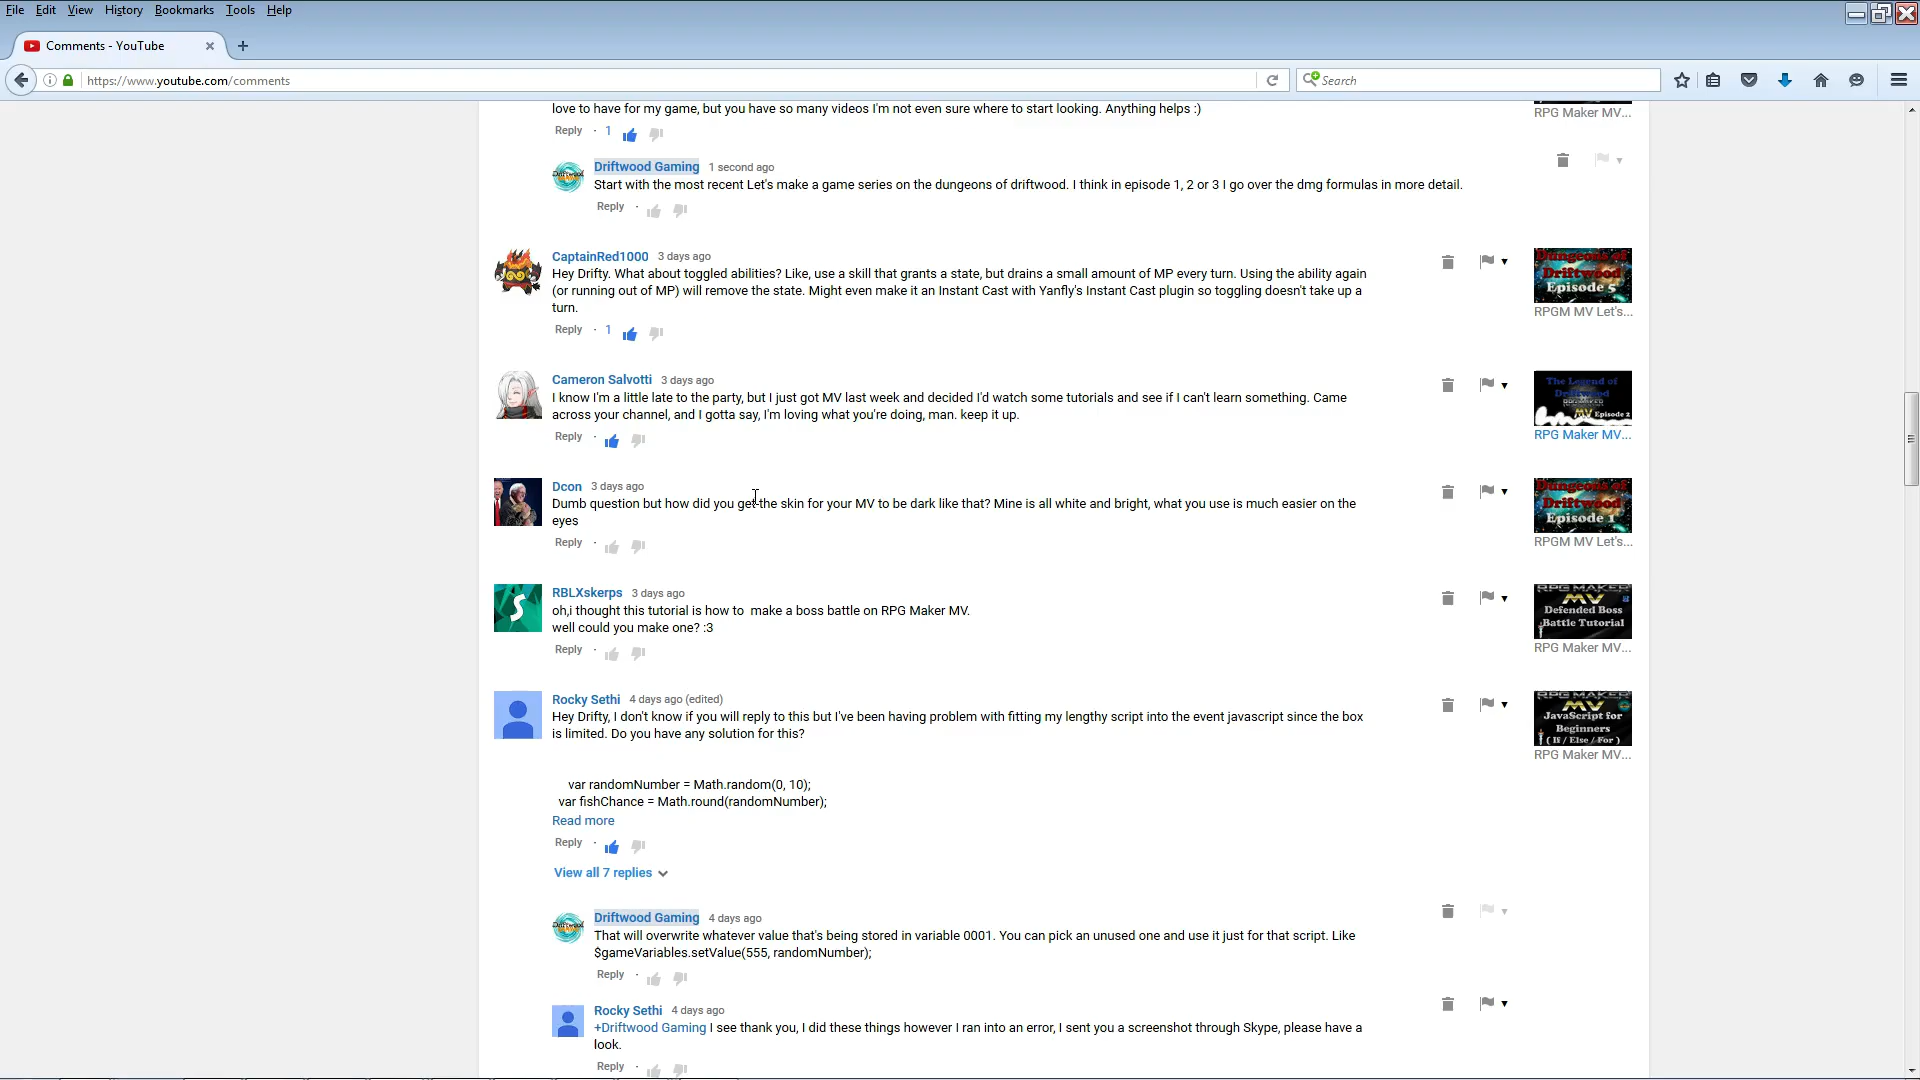 File Edit View History Bookmarks Tools Help
Comments - YouTube
https://www.youtube.com/comments
Search
love to have for my game, but you have so many videos I'm not even sure where to start looking. Anything helps :)
RPG Maker MV...
Reply · 1
Driftwood Gaming 1 second ago
Start with the most recent Let's make a game series on the dungeons of driftwood. I think in episode 1, 2 or 3 I go over the dmg formulas in more detail.
Reply ·
CaptainRed1000 3 days ago
Hey Drifty. What about toggled abilities? Like, use a skill that grants a state, but drains a small amount of MP every turn. Using the ability again
(or running out of MP) will remove the state. Might even make it an Instant Cast with Yanfly's Instant Cast plugin so toggling doesn't take up a
turn.
Reply · 1
Dungeons of
Driftwood
Episode 5
RPGM MV Let's...
Cameron Salvotti 3 days ago
I know I'm a little late to the party, but I just got MV last week and decided I'd watch some tutorials and see if I can't learn something. Came
across your channel, and I gotta say, I'm loving what you're doing, man. keep it up.
Reply ·
The Legend of
Driftwood
RPG MAKER
MV Episode 2
RPG Maker MV...
Dcon 3 days ago
Dumb question but how did you get the skin for your MV to be dark like that? Mine is all white and bright, what you use is much easier on the
eyes
Reply ·
Dungeons of
Driftwood
Episode 1
RPGM MV Let's...
RBLXskerps 3 days ago
oh,i thought this tutorial is how to  make a boss battle on RPG Maker MV.
well could you make one? :3
Reply ·
RPG MAKER
MV
Defended Boss
Battle Tutorial
RPG Maker MV...
Rocky Sethi 4 days ago (edited)
Hey Drifty, I don't know if you will reply to this but I've been having problem with fitting my lengthy script into the event javascript since the box
is limited. Do you have any solution for this?
var randomNumber = Math.random(0, 10);
var fishChance = Math.round(randomNumber);
Read more
Reply ·
View all 7 replies
RPG MAKER
MV
JavaScript for
Beginners
( If / Else / For )
RPG Maker MV...
Driftwood Gaming 4 days ago
That will overwrite whatever value that's being stored in variable 0001. You can pick an unused one and use it just for that script. Like
$gameVariables.setValue(555, randomNumber);
Reply ·
Rocky Sethi 4 days ago
+Driftwood Gaming I see thank you, I did these things however I ran into an error, I sent you a screenshot through Skype, please have a
look.
Reply ·